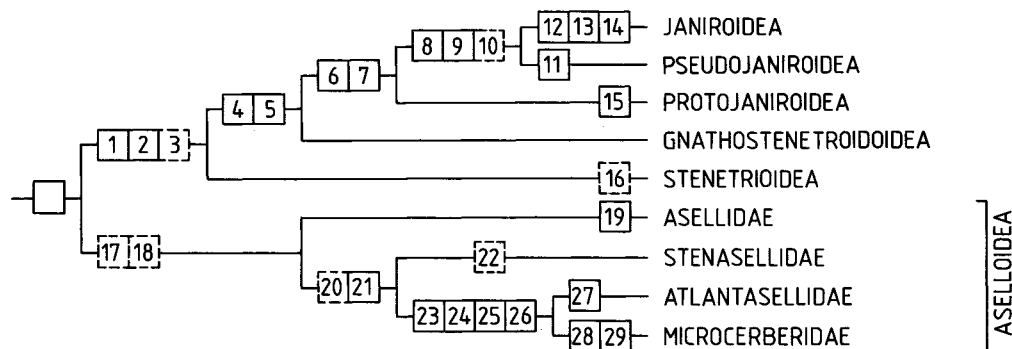 12 13 14 JANIROIDEA
8 9 10
11 PSEUDOJANIROIDEA
6 7
15 PROTOJANIROIDEA
4 5
GNATHOSTENETROIDOIDEA
1 2 3
16 STENETRIOIDEA
19 ASELLIDAE
17 18
22 STENASELLIDAE
20 21
27 ATLANTASELLIDAE
23 24 25 26
28 29 MICROCERBERIDAE
ASELLOIDEA